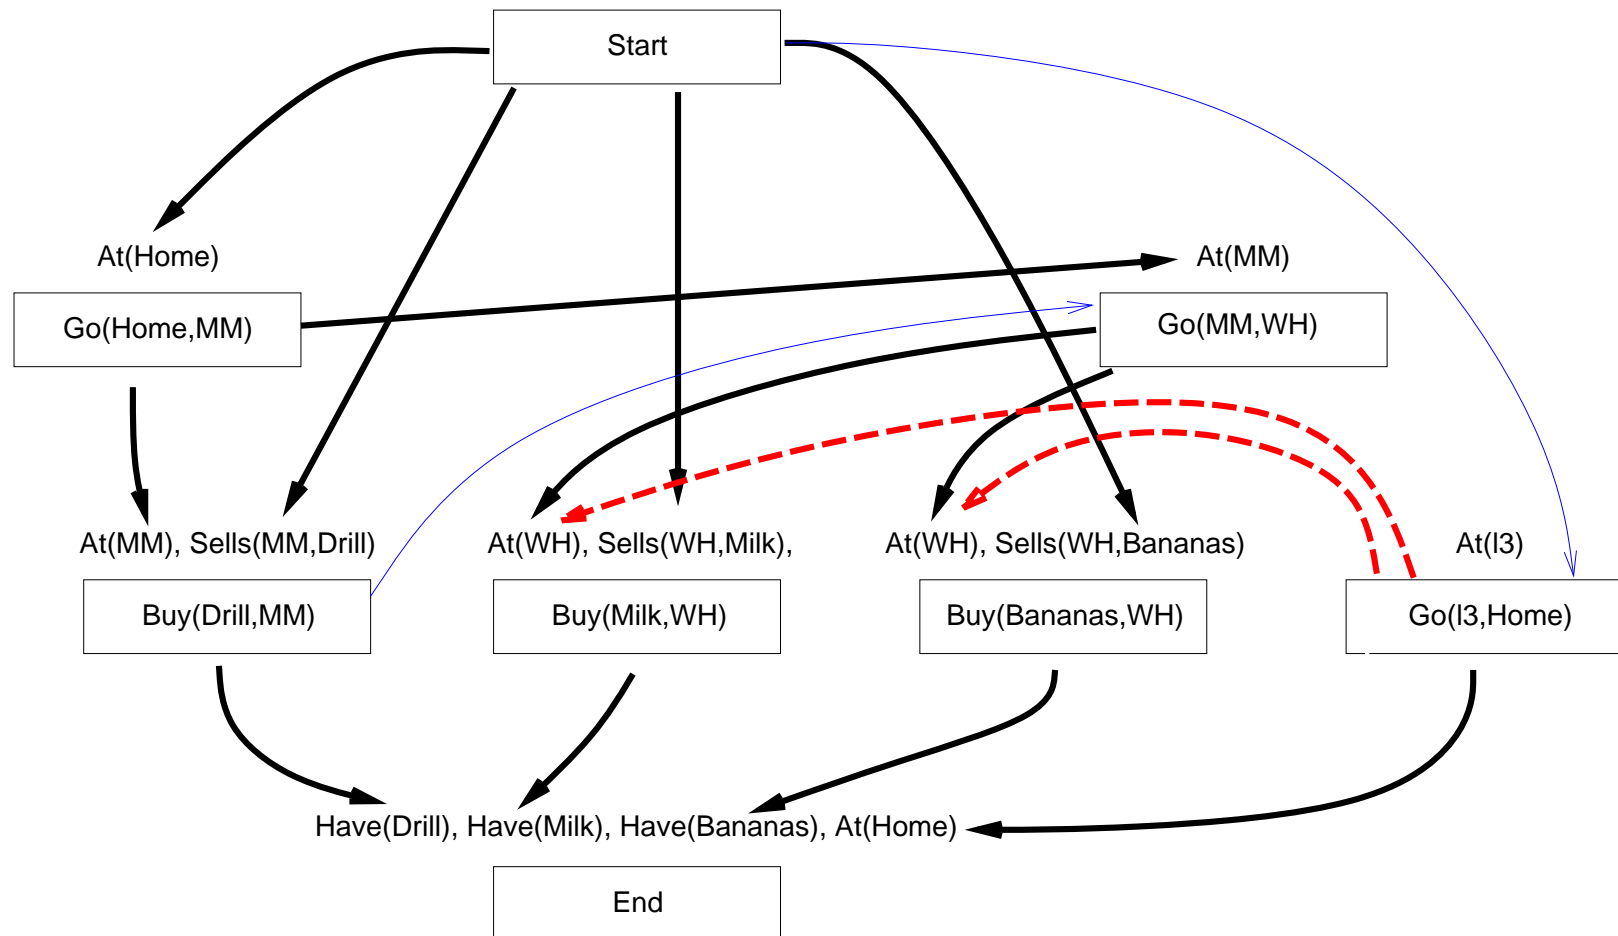 Start
At(Home)
At(MM)
Go(Home,MM)
Go(MM,WH)
At(MM), Sells(MM,Drill)
At(WH), Sells(WH,Milk),
At(WH), Sells(WH,Bananas)
At(l3)
Buy(Drill,MM)
Buy(Milk,WH)
Buy(Bananas,WH)
Go(l3,Home)
Have(Drill), Have(Milk), Have(Bananas), At(Home)
End